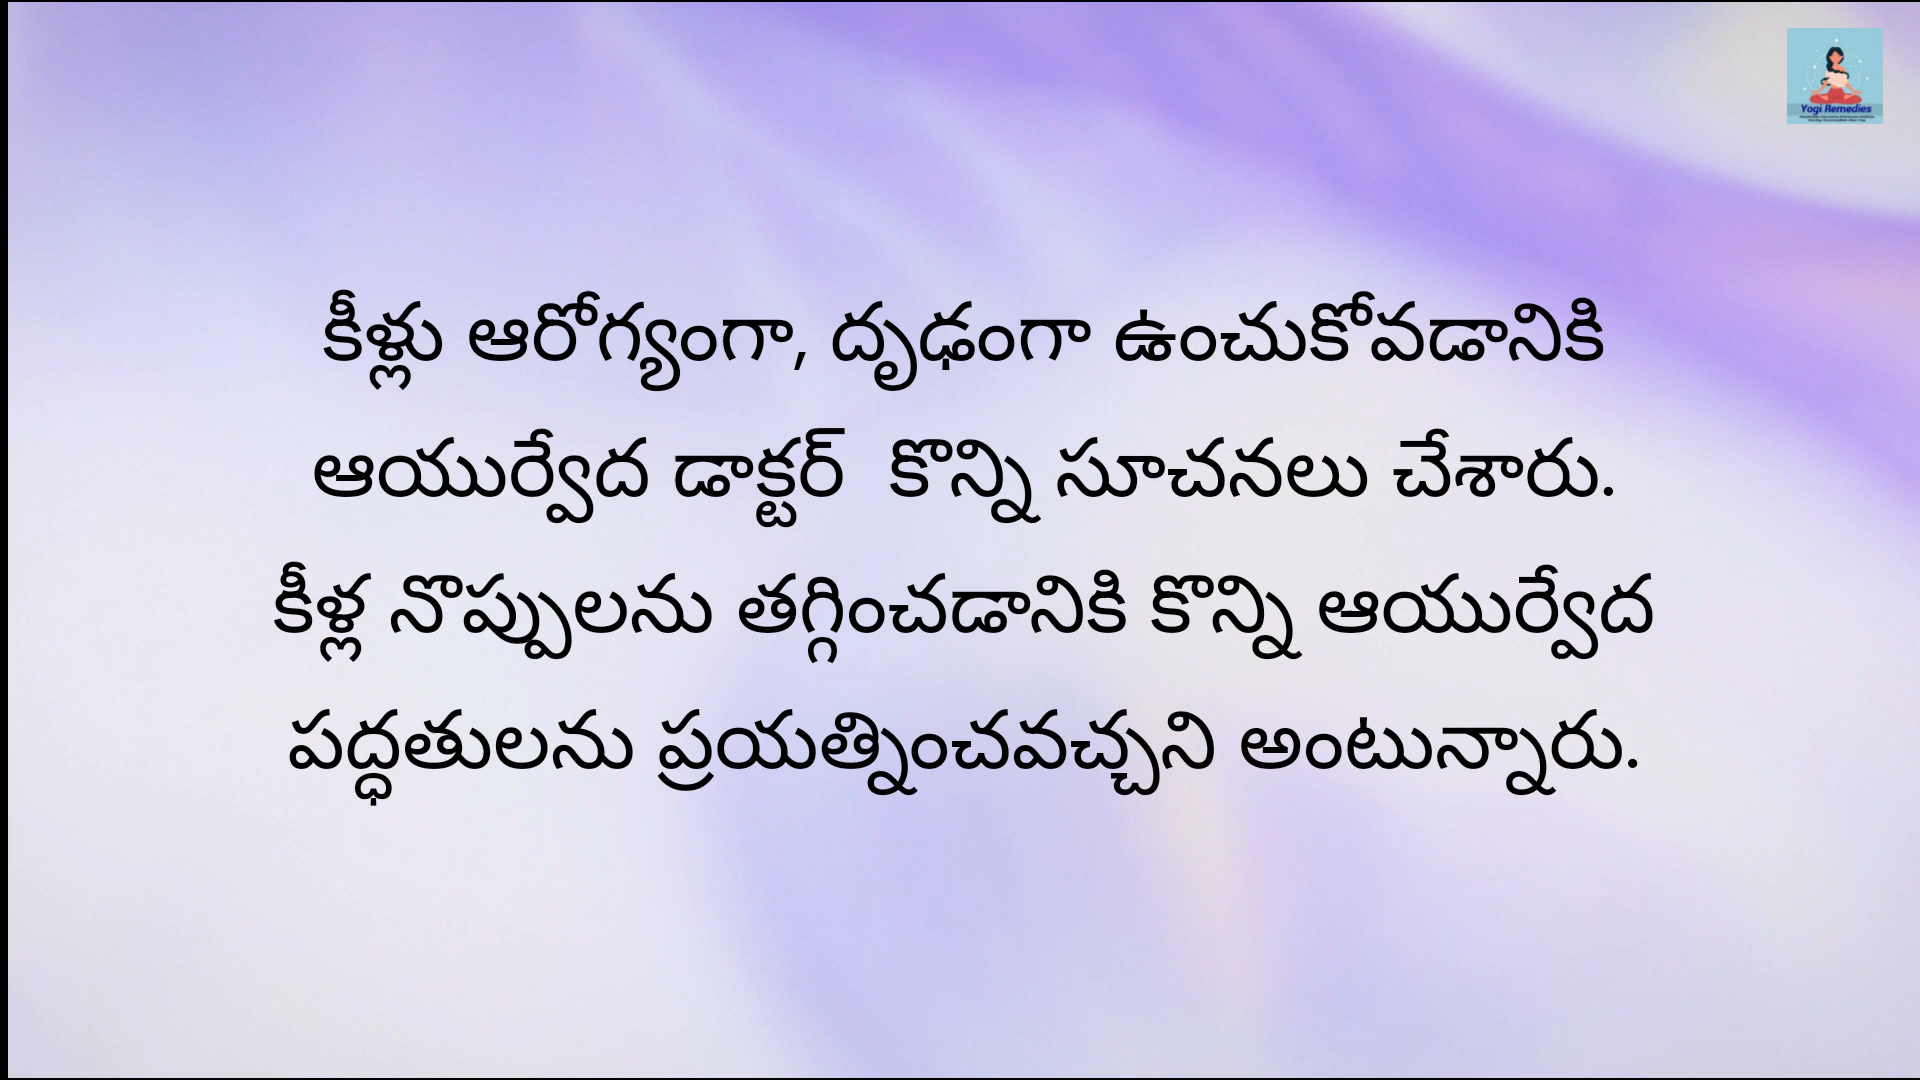 Yogi Remedies
కీళ్లు ఆరోగ్యంగా, దృఢంగా ఉంచుకోవడానికి
ఆయుర్వేద డాక్టర్ కొన్ని సూచనలు చేశారు.
కీళ్ల నొప్పులను తగ్గించడానికి కొన్ని ఆయుర్వేద
పద్ధతులను ప్రయత్నించవచ్చని అంటున్నారు.